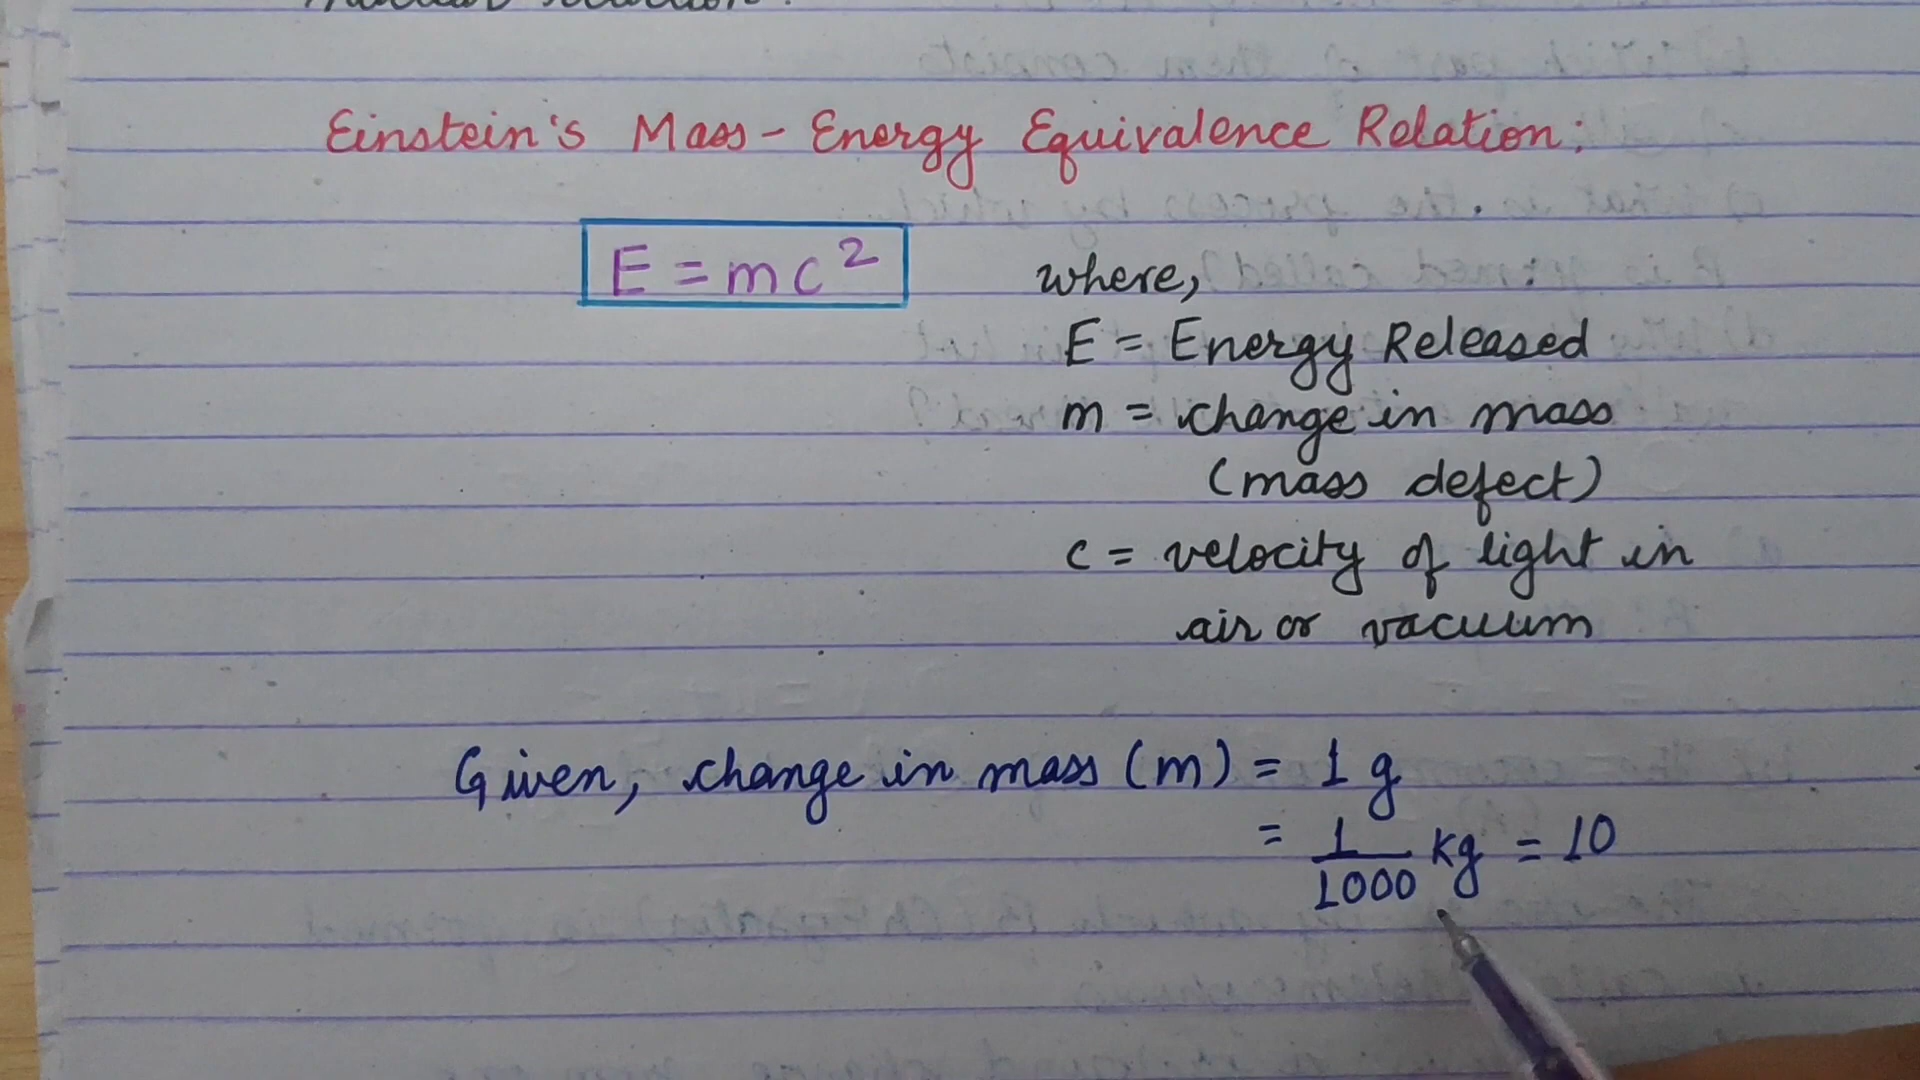 Einstein's Mass - Energy Equivalence Relation:
E = mc²
where,
E = Energy Released
m = change in mass
(mass defect)
c = velocity of light in
air or vacuum
Given, change in mass (m) = 1 g
= 1/1000 kg = 10